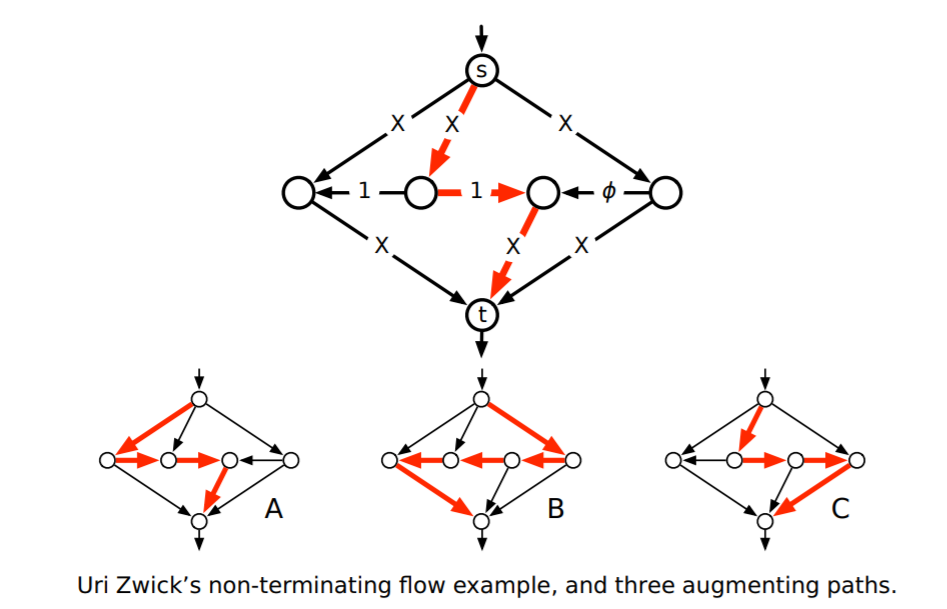 s
X X X
1 1 ϕ
X X X
t
A B C
Uri Zwick’s non-terminating flow example, and three augmenting paths.